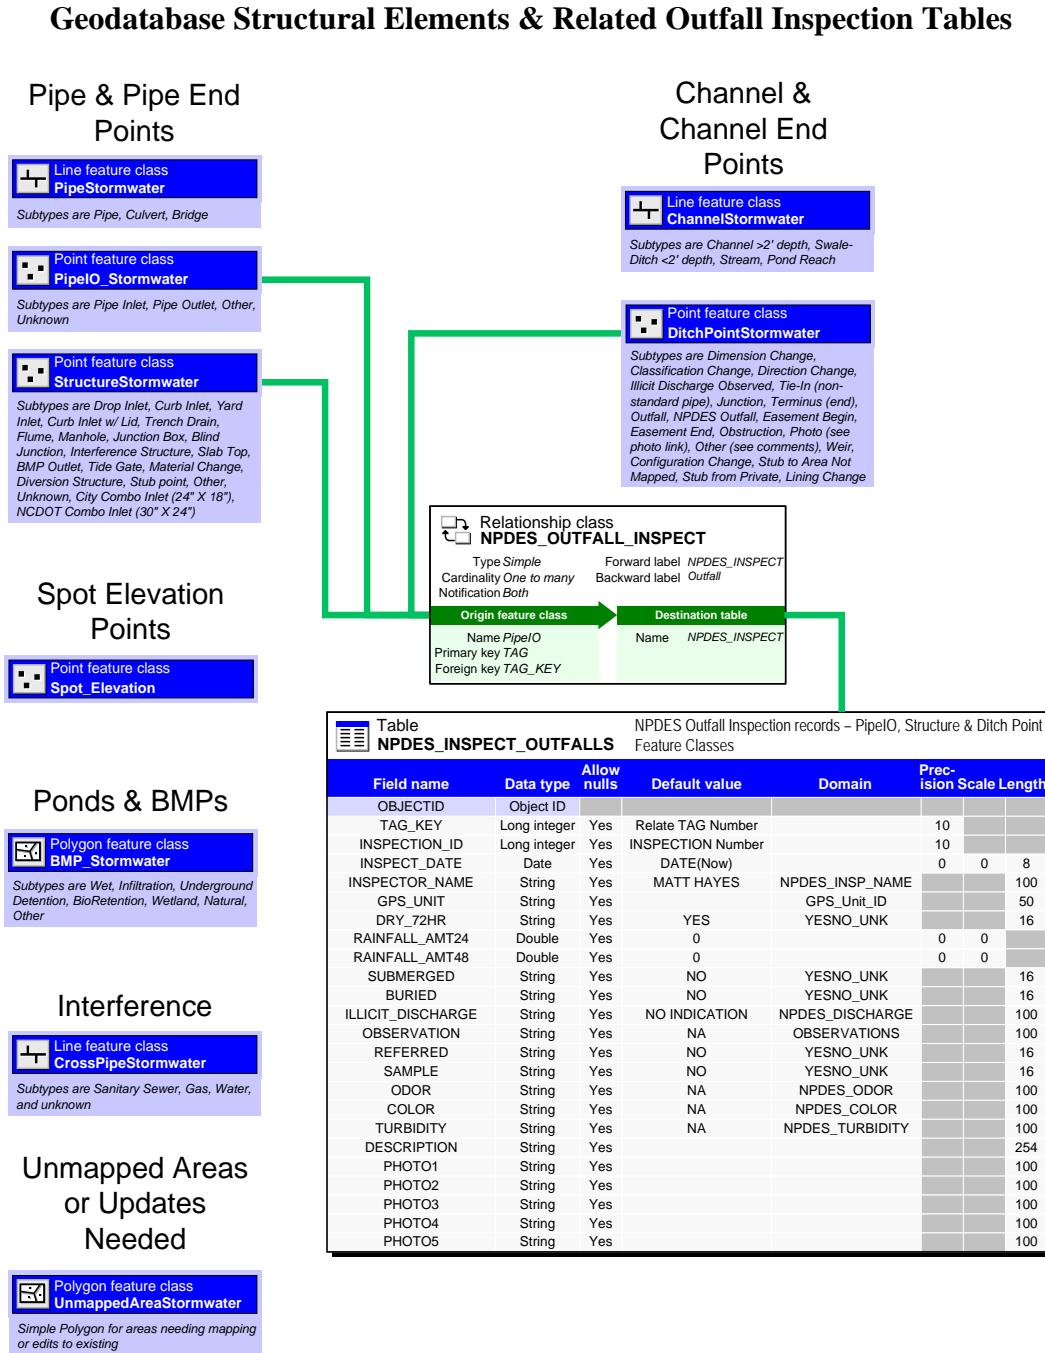 Geodatabase Structural Elements & Related Outfall Inspection Tables
Pipe & Pipe End
Points
Line feature class
PipeStormwater
Subtypes are Pipe, Culvert, Bridge
Point feature class
PipeIO_Stormwater
Subtypes are Pipe Inlet, Pipe Outlet, Other,
Unknown
Point feature class
StructureStormwater
Subtypes are Drop Inlet, Curb Inlet, Yard
Inlet, Curb Inlet w/ Lid, Trench Drain,
Flume, Manhole, Junction Box, Blind
Junction, Interference Structure, Slab Top,
BMP Outlet, Tide Gate, Material Change,
Diversion Structure, Stub point, Other,
Unknown, City Combo Inlet (24" X 18"),
NCDOT Combo Inlet (30" X 24")
Spot Elevation
Points
Point feature class
Spot_Elevation
Ponds & BMPs
Polygon feature class
BMP_Stormwater
Subtypes are Wet, Infiltration, Underground
Detention, BioRetention, Wetland, Natural,
Other
Interference
Line feature class
CrossPipeStormwater
Subtypes are Sanitary Sewer, Gas, Water,
and unknown
Unmapped Areas
or Updates
Needed
Polygon feature class
UnmappedAreaStormwater
Simple Polygon for areas needing mapping
or edits to existing
Channel &
Channel End
Points
Line feature class
ChannelStormwater
Subtypes are Channel >2' depth, Swale-
Ditch <2' depth, Stream, Pond Reach
Point feature class
DitchPointStormwater
Subtypes are Dimension Change,
Classification Change, Direction Change,
Illicit Discharge Observed, Tie-In (non-
standard pipe), Junction, Terminus (end),
Outfall, NPDES Outfall, Easement Begin,
Easement End, Obstruction, Photo (see
photo link), Other (see comments), Weir,
Configuration Change, Stub to Area Not
Mapped, Stub from Private, Lining Change
Relationship class
NPDES_OUTFALL_INSPECT
Type Simple Forward label NPDES_INSPECT
Cardinality One to many Backward label Outfall
Notification Both
Origin feature class Destination table
Name PipeIO Name NPDES_INSPECT
Primary key TAG
Foreign key TAG_KEY
Table
NPDES_INSPECT_OUTFALLS
NPDES Outfall Inspection records – PipeIO, Structure & Ditch Point
Feature Classes
Field name Data type Allow nulls Default value Domain Prec-ision Scale Length
OBJECTID Object ID
TAG_KEY Long integer Yes Relate TAG Number 10
INSPECTION_ID Long integer Yes INSPECTION Number 10
INSPECT_DATE Date Yes DATE(Now) 0 0 8
INSPECTOR_NAME String Yes MATT HAYES NPDES_INSP_NAME 100
GPS_UNIT String Yes GPS_Unit_ID 50
DRY_72HR String Yes YES YESNO_UNK 16
RAINFALL_AMT24 Double Yes 0 0 0
RAINFALL_AMT48 Double Yes 0 0 0
SUBMERGED String Yes NO YESNO_UNK 16
BURIED String Yes NO YESNO_UNK 16
ILLICIT_DISCHARGE String Yes NO INDICATION NPDES_DISCHARGE 100
OBSERVATION String Yes NA OBSERVATIONS 100
REFERRED String Yes NO YESNO_UNK 16
SAMPLE String Yes NO YESNO_UNK 16
ODOR String Yes NA NPDES_ODOR 100
COLOR String Yes NA NPDES_COLOR 100
TURBIDITY String Yes NA NPDES_TURBIDITY 100
DESCRIPTION String Yes 254
PHOTO1 String Yes 100
PHOTO2 String Yes 100
PHOTO3 String Yes 100
PHOTO4 String Yes 100
PHOTO5 String Yes 100